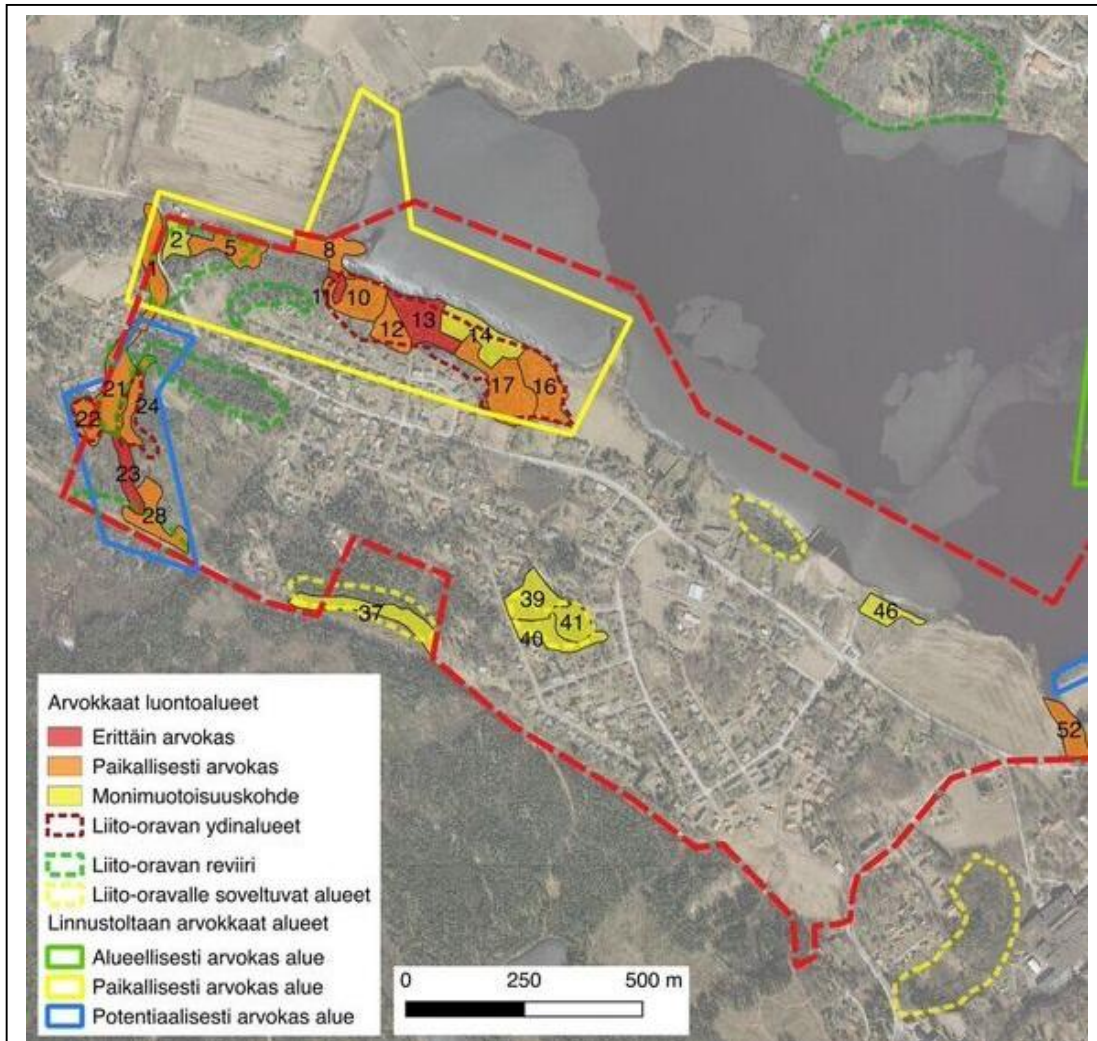 2
5
8
1
11
10
12
13
14
17
16
21
22
24
23
28
37
39
40
41
46
52
Arvokkaat luontoalueet
Erittäin arvokas
Paikallisesti arvokas
Monimuotoisuuskohde
Liito-oravan ydinalueet
Liito-oravan reviiri
Liito-oravalle soveltuvat alueet
Linnustoltaan arvokkaat alueet
Alueellisesti arvokas alue
Paikallisesti arvokas alue
Potentiaalisesti arvokas alue
0 250 500 m